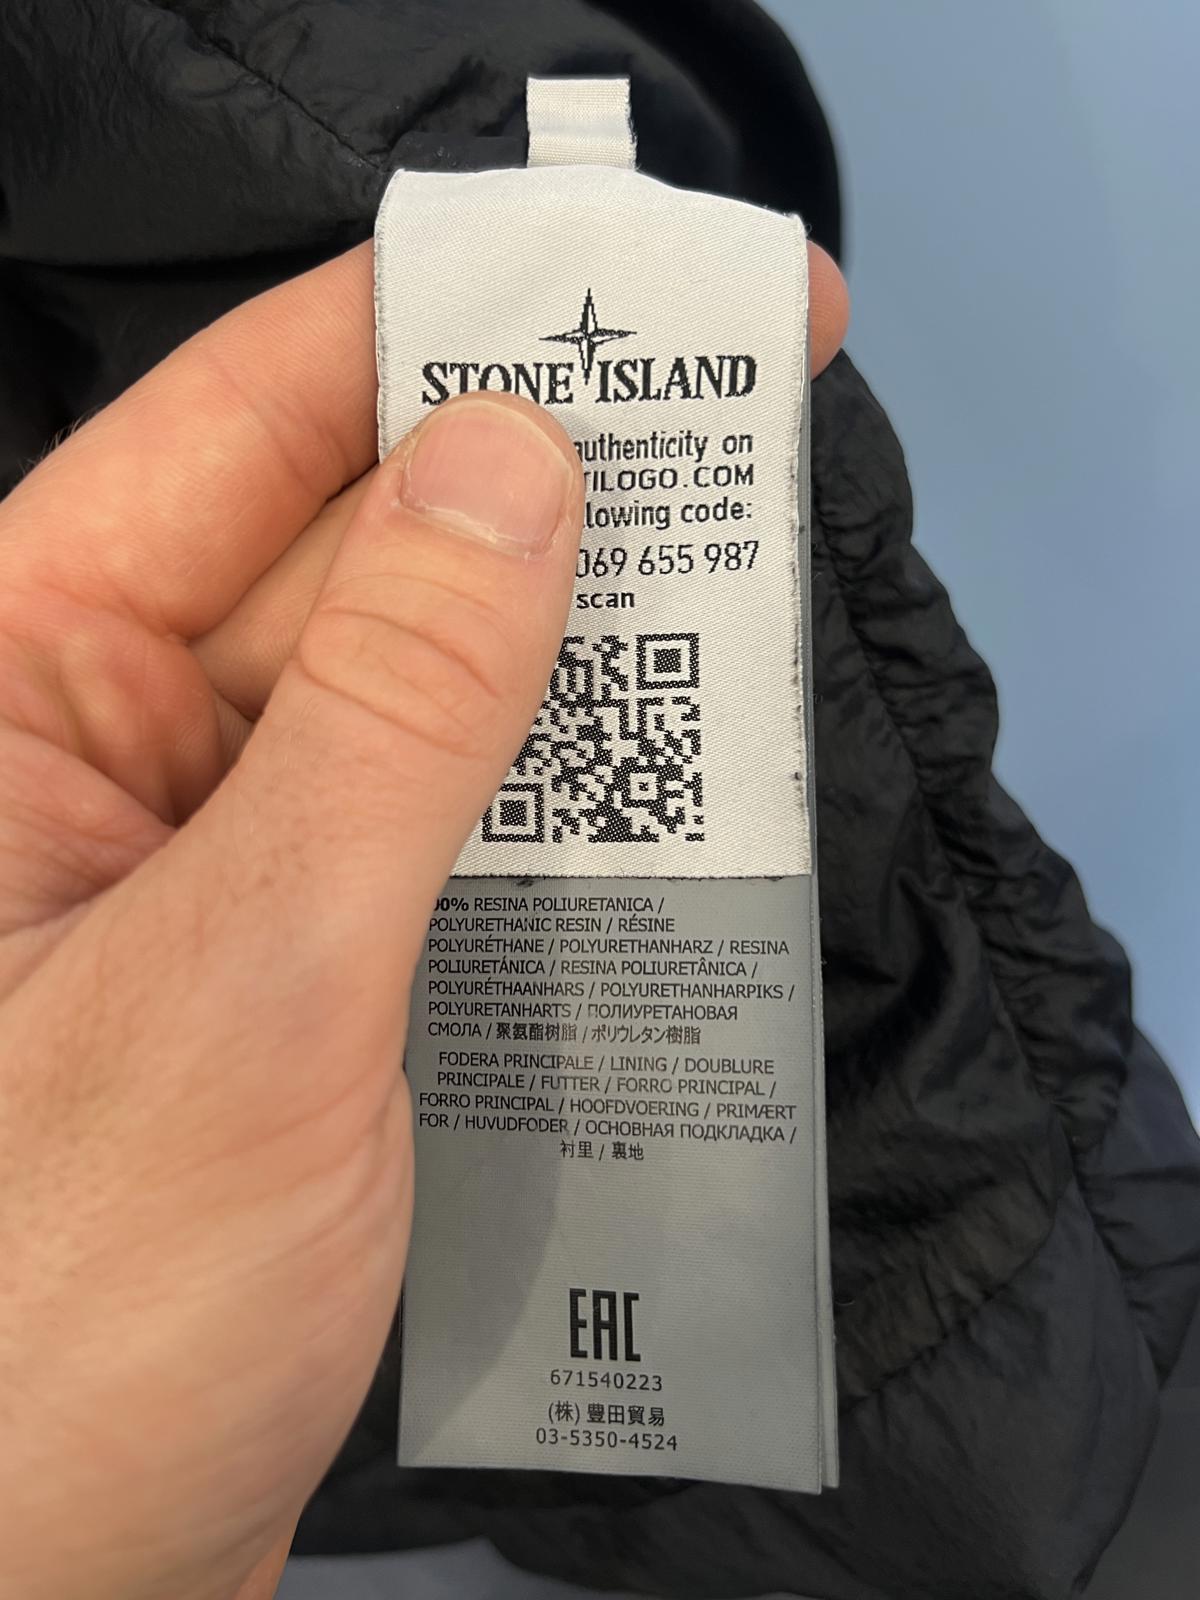 STONE ISLAND
authenticity on
TILOGO.COM
llowing code:
069 655 987
scan
00% RESINA POLIURETANICA /
POLYURETHANIC RESIN / RÉSINE
POLYURÉTHANE / POLYURETHANHARZ / RESINA
POLIURETÁNICA / RESINA POLIURETÂNICA /
POLYURÉTHAANHARS / POLYURETHANHARPIKS /
POLYURETANHARTS / ПОЛИУРЕТАНОВАЯ
СМОЛА / 聚氨酯树脂 / ポリウレタン樹脂
FODERA PRINCIPALE / LINING / DOUBLURE
PRINCIPALE / FUTTER / FORRO PRINCIPAL /
FORRO PRINCIPAL / HOOFDVOERING / PRIMÆRT
FOR / HUVUDFODER / ОСНОВНАЯ ПОДКЛАДКА /
衬里 / 裏地
EAC
671540223
(株) 豊田貿易
03-5350-4524